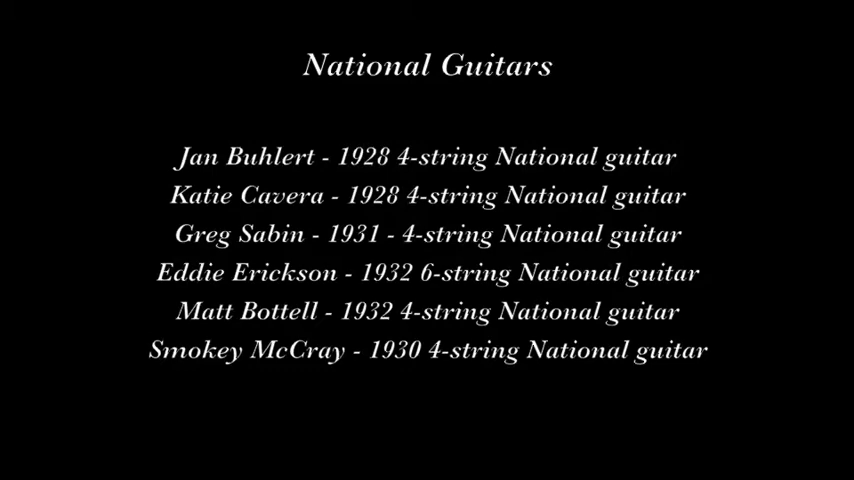 National Guitars
Jan Buhlert - 1928 4-string National guitar
Katie Cavera - 1928 4-string National guitar
Greg Sabin - 1931 - 4-string National guitar
Eddie Erickson - 1932 6-string National guitar
Matt Bottell - 1932 4-string National guitar
Smokey McCray - 1930 4-string National guitar